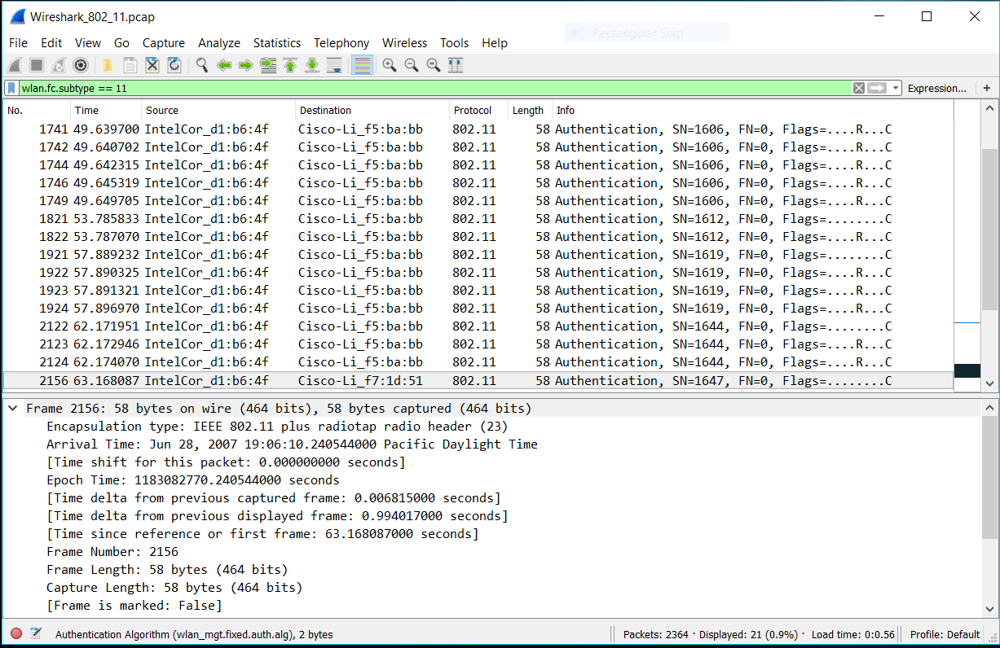 Wireshark_802_11.pcap
Rectangular Snip
File Edit View Go Capture Analyze Statistics Telephony Wireless Tools Help
wlan.fc.subtype == 11 Expression... +
No. Time Source Destination Protocol Length Info
1741 49.639700 IntelCor_d1:b6:4f Cisco-Li_f5:ba:bb 802.11 58 Authentication, SN=1606, FN=0, Flags=....R...C
1742 49.640702 IntelCor_d1:b6:4f Cisco-Li_f5:ba:bb 802.11 58 Authentication, SN=1606, FN=0, Flags=....R...C
1744 49.642315 IntelCor_d1:b6:4f Cisco-Li_f5:ba:bb 802.11 58 Authentication, SN=1606, FN=0, Flags=....R...C
1746 49.645319 IntelCor_d1:b6:4f Cisco-Li_f5:ba:bb 802.11 58 Authentication, SN=1606, FN=0, Flags=....R...C
1749 49.649705 IntelCor_d1:b6:4f Cisco-Li_f5:ba:bb 802.11 58 Authentication, SN=1606, FN=0, Flags=....R...C
1821 53.785833 IntelCor_d1:b6:4f Cisco-Li_f5:ba:bb 802.11 58 Authentication, SN=1612, FN=0, Flags=........C
1822 53.787070 IntelCor_d1:b6:4f Cisco-Li_f5:ba:bb 802.11 58 Authentication, SN=1612, FN=0, Flags=....R...C
1921 57.889232 IntelCor_d1:b6:4f Cisco-Li_f5:ba:bb 802.11 58 Authentication, SN=1619, FN=0, Flags=........C
1922 57.890325 IntelCor_d1:b6:4f Cisco-Li_f5:ba:bb 802.11 58 Authentication, SN=1619, FN=0, Flags=....R...C
1923 57.891321 IntelCor_d1:b6:4f Cisco-Li_f5:ba:bb 802.11 58 Authentication, SN=1619, FN=0, Flags=....R...C
1924 57.896970 IntelCor_d1:b6:4f Cisco-Li_f5:ba:bb 802.11 58 Authentication, SN=1619, FN=0, Flags=....R...C
2122 62.171951 IntelCor_d1:b6:4f Cisco-Li_f5:ba:bb 802.11 58 Authentication, SN=1644, FN=0, Flags=........C
2123 62.172946 IntelCor_d1:b6:4f Cisco-Li_f5:ba:bb 802.11 58 Authentication, SN=1644, FN=0, Flags=....R...C
2124 62.174070 IntelCor_d1:b6:4f Cisco-Li_f5:ba:bb 802.11 58 Authentication, SN=1644, FN=0, Flags=....R...C
2156 63.168087 IntelCor_d1:b6:4f Cisco-Li_f7:1d:51 802.11 58 Authentication, SN=1647, FN=0, Flags=........C
Frame 2156: 58 bytes on wire (464 bits), 58 bytes captured (464 bits)
Encapsulation type: IEEE 802.11 plus radiotap radio header (23)
Arrival Time: Jun 28, 2007 19:06:10.240544000 Pacific Daylight Time
[Time shift for this packet: 0.000000000 seconds]
Epoch Time: 1183082770.240544000 seconds
[Time delta from previous captured frame: 0.006815000 seconds]
[Time delta from previous displayed frame: 0.994017000 seconds]
[Time since reference or first frame: 63.168087000 seconds]
Frame Number: 2156
Frame Length: 58 bytes (464 bits)
Capture Length: 58 bytes (464 bits)
[Frame is marked: False]
Authentication Algorithm (wlan_mgt.fixed.auth.alg), 2 bytes Packets: 2364 · Displayed: 21 (0.9%) · Load time: 0:0.56 Profile: Default